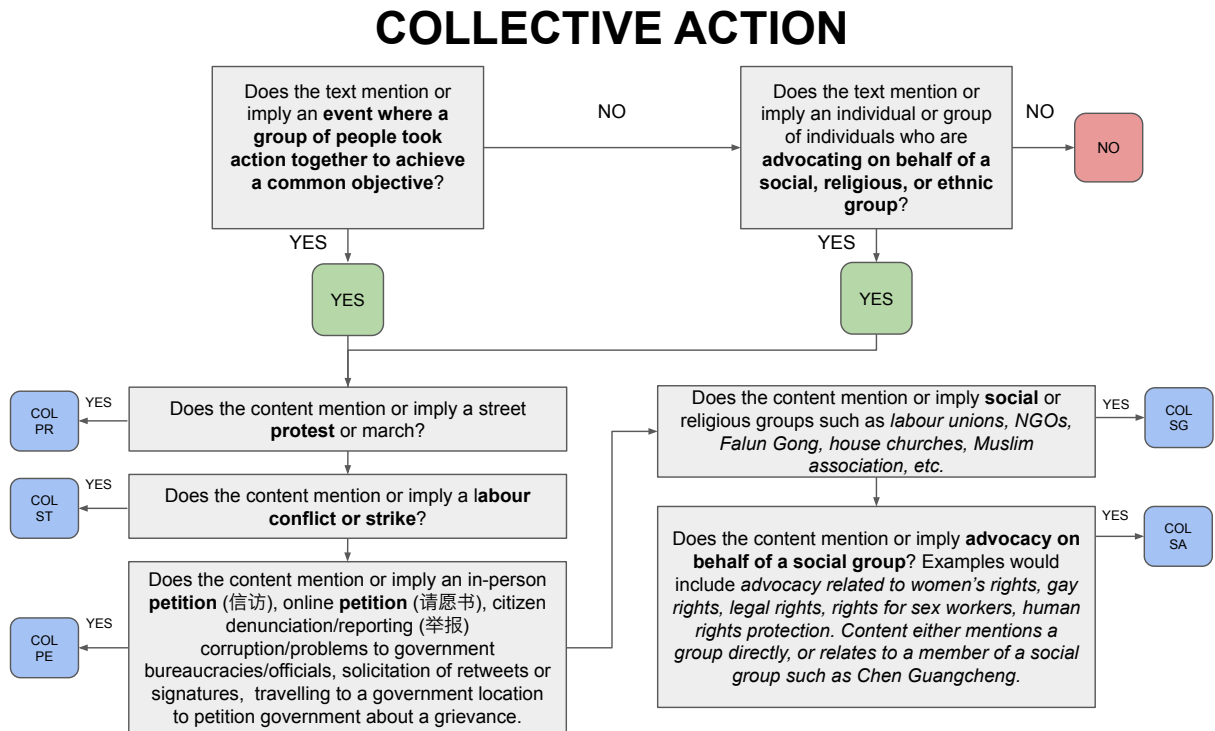 COLLECTIVE ACTION
Does the text mention or
imply an event where a
group of people took
action together to achieve
a common objective?
NO
Does the text mention or
imply an individual or group
of individuals who are
advocating on behalf of a
social, religious, or ethnic
group?
NO
NO
YES
YES
YES
YES
COL
PR
YES
Does the content mention or imply a street
protest or march?
COL
ST
YES
Does the content mention or imply a labour
conflict or strike?
COL
PE
YES
Does the content mention or imply an in-person
petition (信访), online petition (请愿书), citizen
denunciation/reporting (举报)
corruption/problems to government
bureaucracies/officials, solicitation of retweets or
signatures, travelling to a government location
to petition government about a grievance.
Does the content mention or imply social or
religious groups such as labour unions, NGOs,
Falun Gong, house churches, Muslim
association, etc.
YES
COL
SG
Does the content mention or imply advocacy on
behalf of a social group? Examples would
include advocacy related to women's rights, gay
rights, legal rights, rights for sex workers, human
rights protection. Content either mentions a
group directly, or relates to a member of a social
group such as Chen Guangcheng.
YES
COL
SA